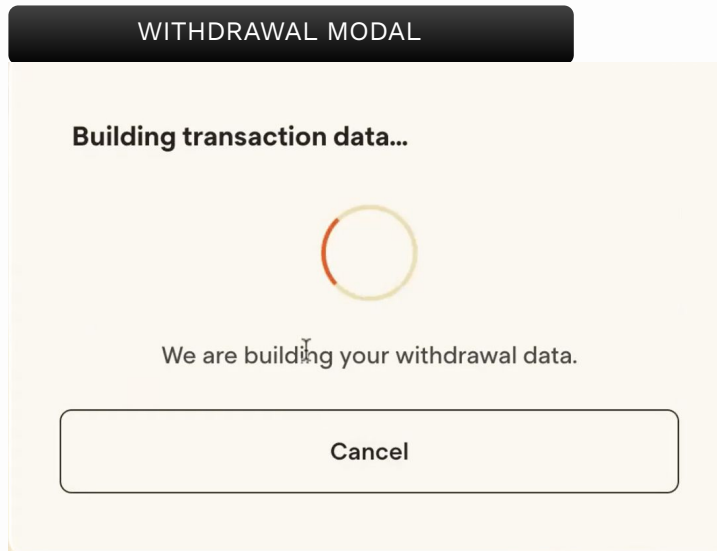 WITHDRAWAL MODAL
Building transaction data...
We are building your withdrawal data.
Cancel